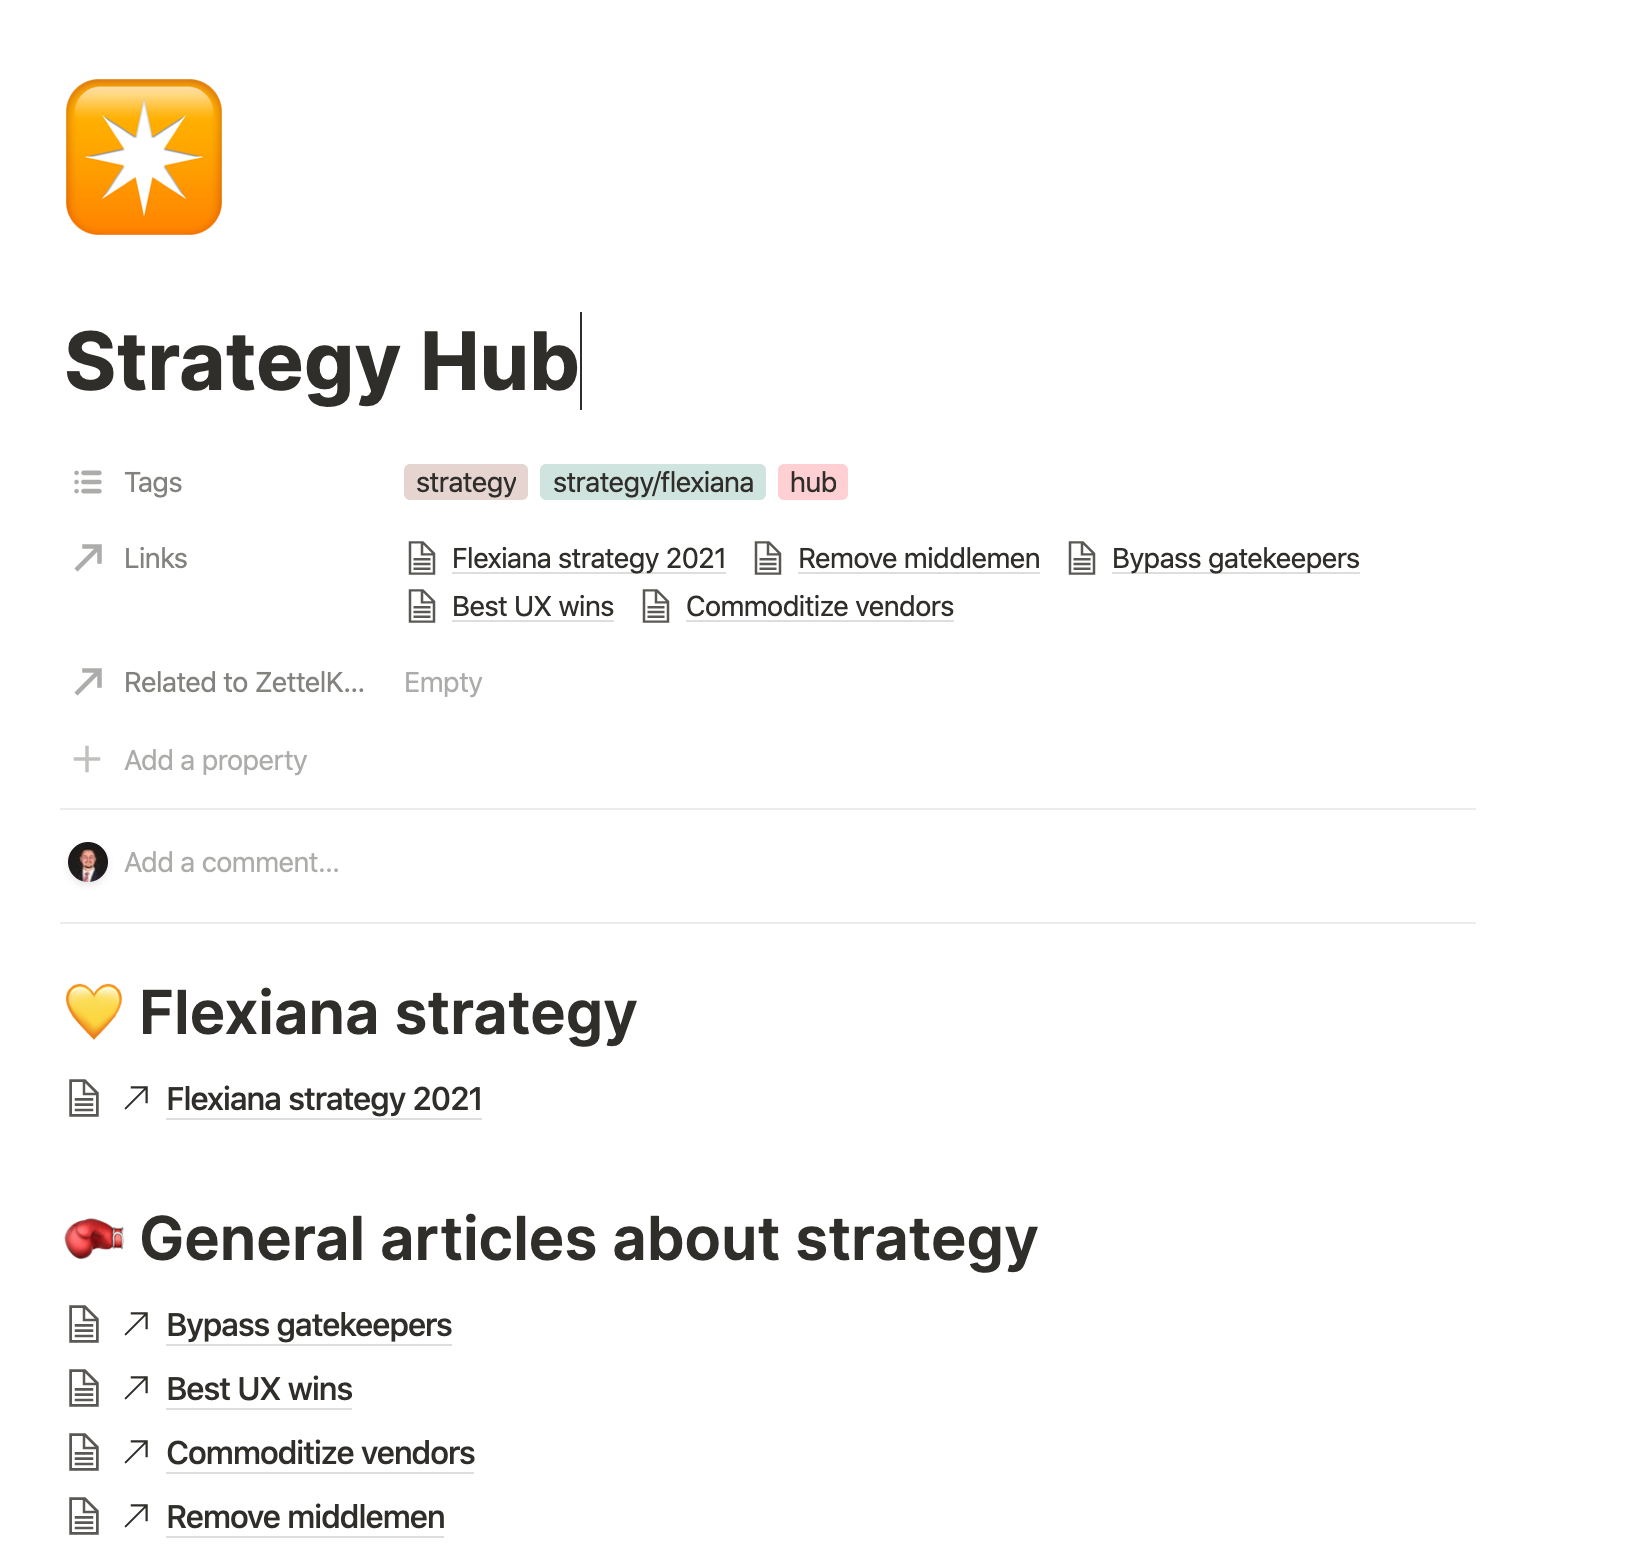 Strategy Hub
Tags strategy strategy/flexiana hub
Links Flexiana strategy 2021 Remove middlemen Bypass gatekeepers
Best UX wins Commoditize vendors
Related to ZettelK... Empty
Add a property
Add a comment...
Flexiana strategy
Flexiana strategy 2021
General articles about strategy
Bypass gatekeepers
Best UX wins
Commoditize vendors
Remove middlemen